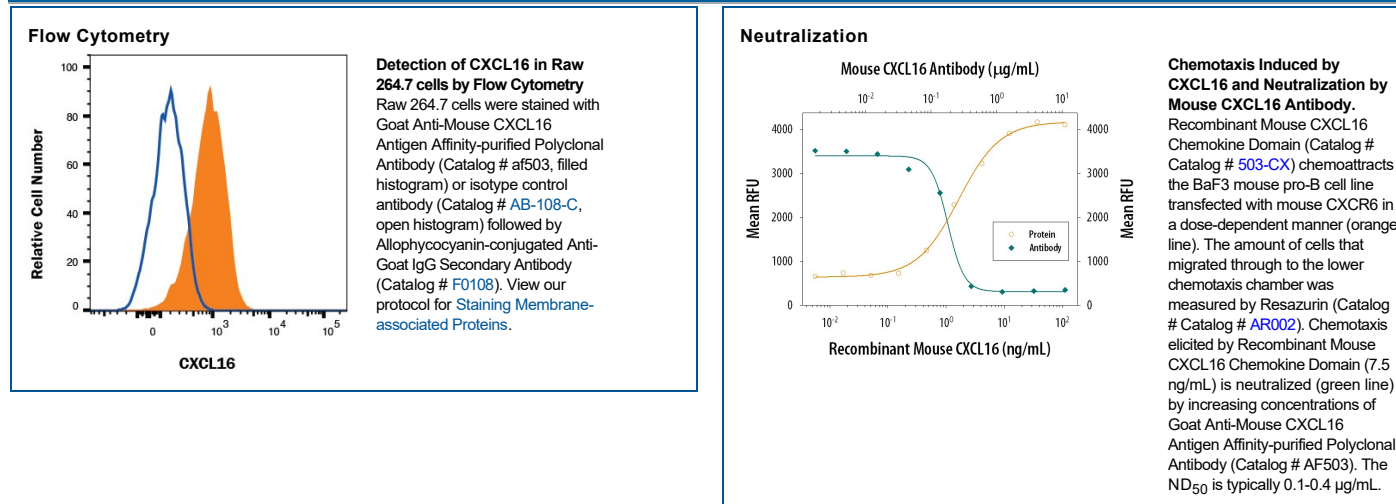 Flow Cytometry
100
80
60
40
20
0
Relative Cell Number
0 10³ 10⁴ 10⁵
CXCL16
Detection of CXCL16 in Raw
264.7 cells by Flow Cytometry
Raw 264.7 cells were stained with
Goat Anti-Mouse CXCL16
Antigen Affinity-purified Polyclonal
Antibody (Catalog # af503, filled
histogram) or isotype control
antibody (Catalog # AB-108-C,
open histogram) followed by
Allophycocyanin-conjugated Anti-
Goat IgG Secondary Antibody
(Catalog # F0108). View our
protocol for Staining Membrane-
associated Proteins.
Neutralization
Mouse CXCL16 Antibody (µg/mL)
10⁻² 10⁻¹ 10⁰ 10¹
4000
3000
2000
1000
0
Mean RFU
4000
3000
2000
1000
0
Mean RFU
Protein
Antibody
10⁻² 10⁻¹ 10⁰ 10¹ 10²
Recombinant Mouse CXCL16 (ng/mL)
Chemotaxis Induced by
CXCL16 and Neutralization by
Mouse CXCL16 Antibody.
Recombinant Mouse CXCL16
Chemokine Domain (Catalog #
Catalog # 503-CX) chemoattracts
the BaF3 mouse pro-B cell line
transfected with mouse CXCR6 in
a dose-dependent manner (orange
line). The amount of cells that
migrated through to the lower
chemotaxis chamber was
measured by Resazurin (Catalog
# Catalog # AR002). Chemotaxis
elicited by Recombinant Mouse
CXCL16 Chemokine Domain (7.5
ng/mL) is neutralized (green line)
by increasing concentrations of
Goat Anti-Mouse CXCL16
Antigen Affinity-purified Polyclonal
Antibody (Catalog # AF503). The
ND₅₀ is typically 0.1-0.4 µg/mL.